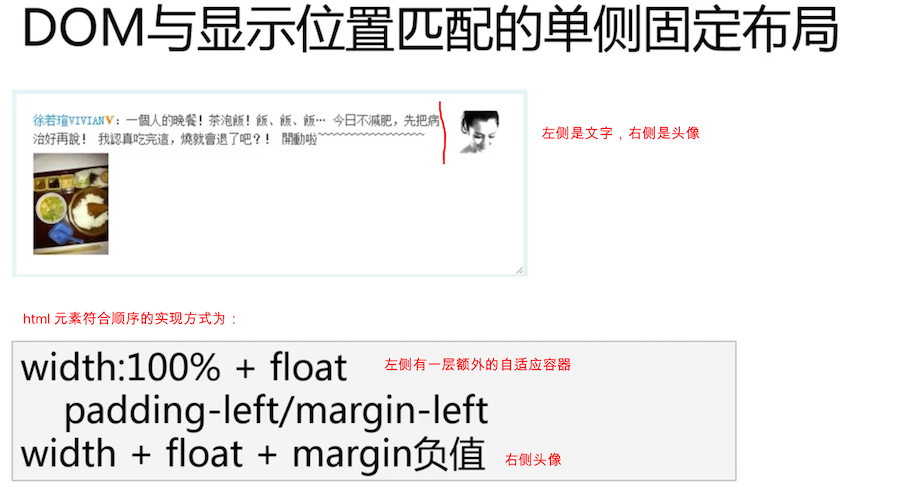 DOM与显示位置匹配的单侧固定布局
徐若瑄VIVIAN：一個人的晚餐！茶泡飯！飯、飯、飯… 今日不減肥，先把病
治好再說！ 我認真吃完這，燒就會退了吧？！ 開動啦~~~~~~~~~~~~~~~~
左侧是文字，右侧是头像
html 元素符合顺序的实现方式为：
width:100% + float 左侧有一层额外的自适应容器
padding-left/margin-left
width + float + margin负值 右侧头像